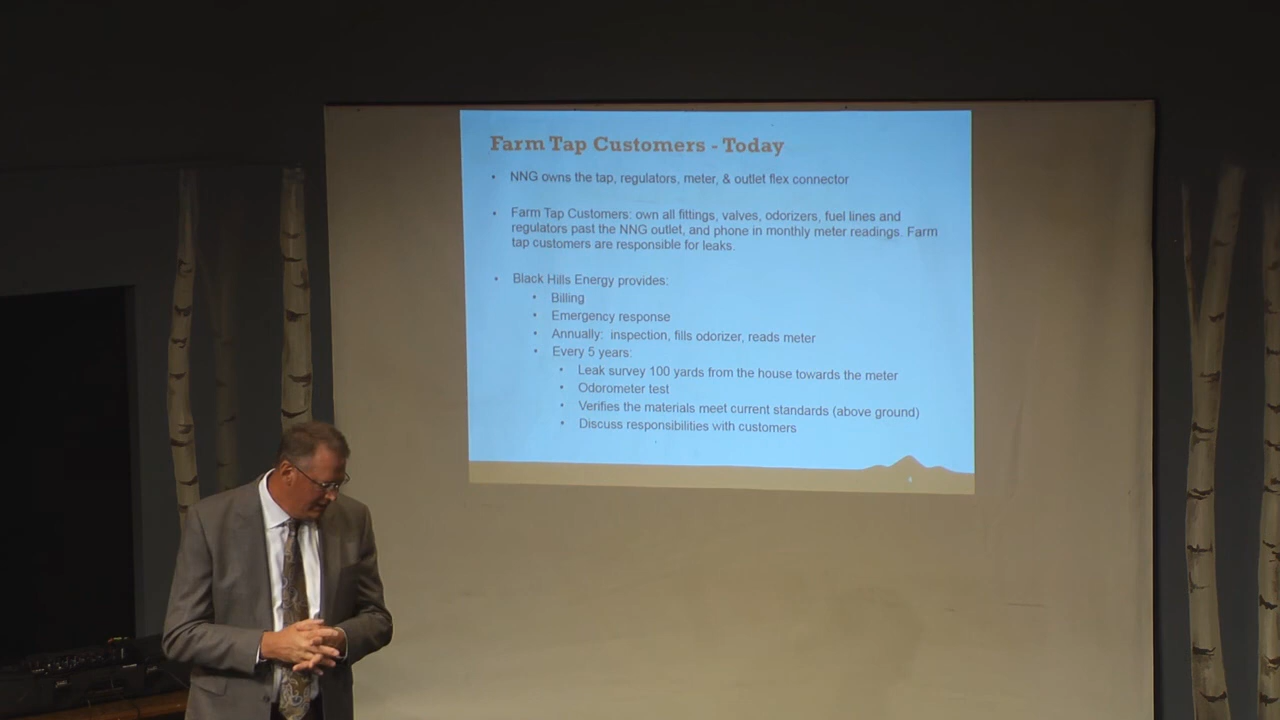 Farm Tap Customers - Today
• NNG owns the tap, regulators, meter, & outlet flex connector
• Farm Tap Customers: own all fittings, valves, odorizers, fuel lines and
regulators past the NNG outlet, and phone in monthly meter readings. Farm
tap customers are responsible for leaks.
• Black Hills Energy provides:
• Billing
• Emergency response
• Annually: inspection, fills odorizer, reads meter
• Every 5 years:
• Leak survey 100 yards from the house towards the meter
• Odorometer test
• Verifies the materials meet current standards (above ground)
• Discuss responsibilities with customers